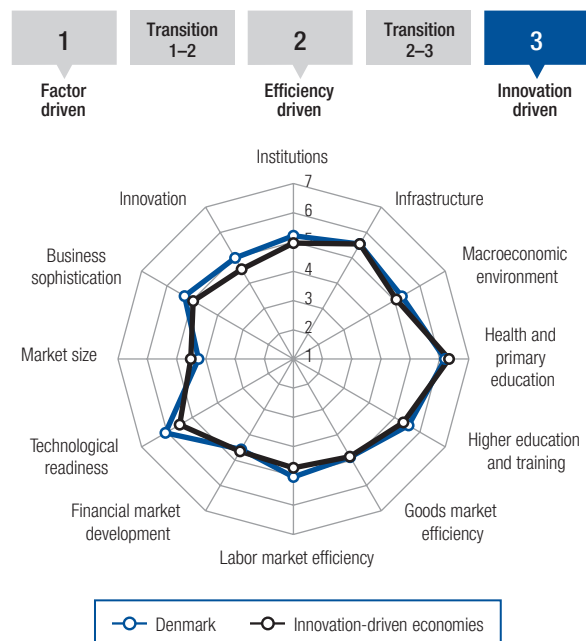 1
Transition
1–2
2
Transition
2–3
3
Factor
driven
Efficiency
driven
Innovation
driven
Institutions
7
Innovation
6
Infrastructure
5
Business
sophistication
4
Macroeconomic
environment
3
2
Market size
1
Health and
primary
education
Technological
readiness
Higher education
and training
Financial market
development
Goods market
efficiency
Labor market efficiency
Denmark
Innovation-driven economies